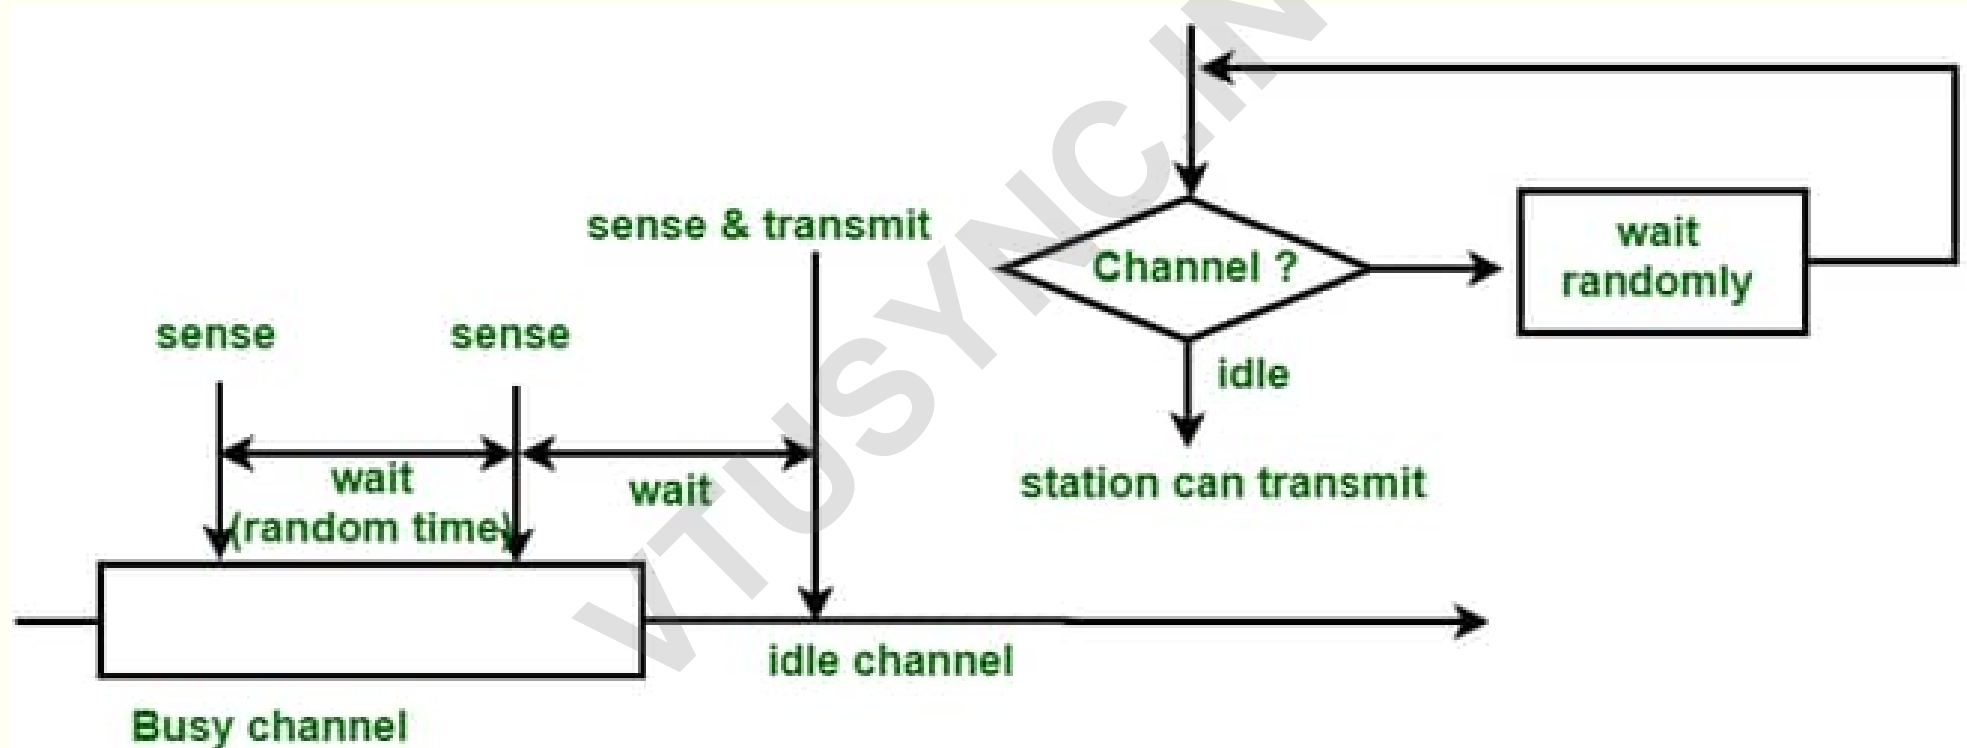 sense & transmit
sense
sense
wait
(random time)
wait
idle channel
Busy channel
Channel ?
wait
randomly
idle
station can transmit
VTUSYNC.IN